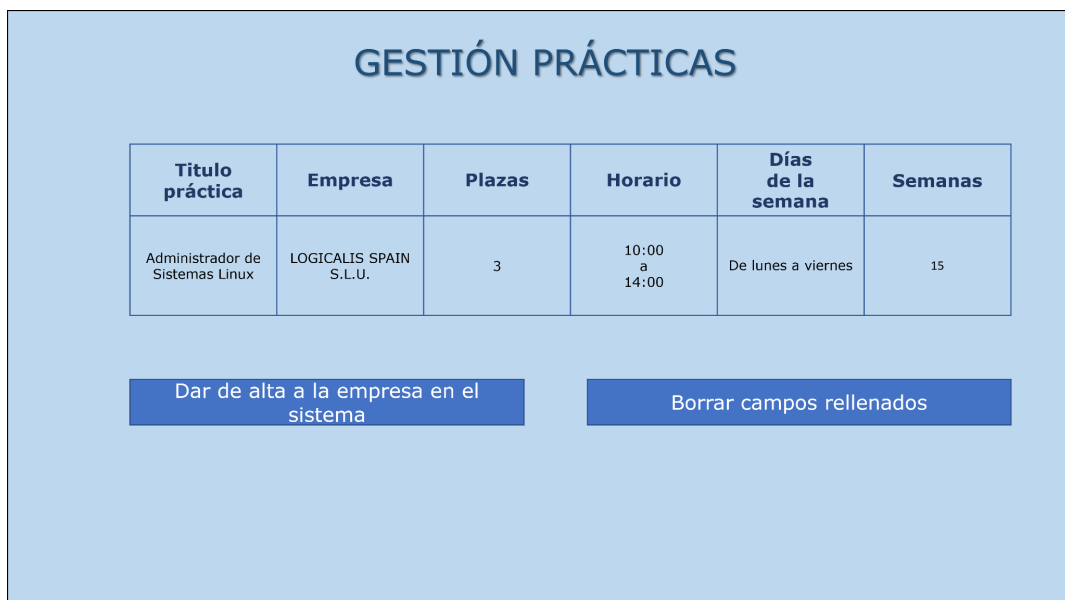 GESTIÓN PRÁCTICAS
Titulo
práctica
Empresa
Plazas
Horario
Días
de la
semana
Semanas
Administrador de
Sistemas Linux
LOGICALIS SPAIN
S.L.U.
3
10:00
a
14:00
De lunes a viernes
15
Dar de alta a la empresa en el
sistema
Borrar campos rellenados